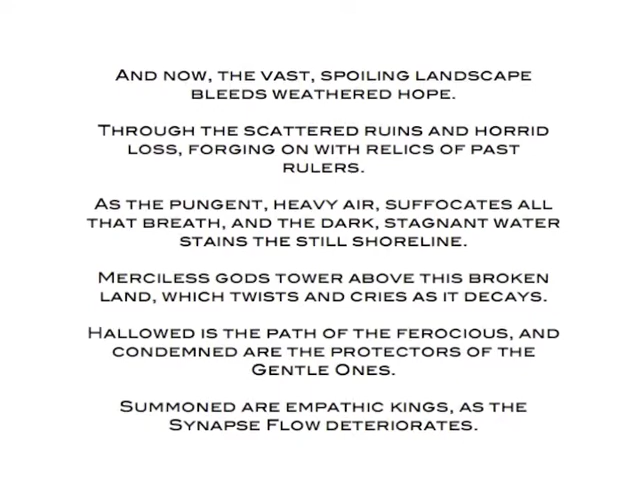 And now, the vast, spoiling landscape
bleeds weathered hope.
Through the scattered ruins and horrid
loss, forging on with relics of past
rulers.
As the pungent, heavy air, suffocates all
that breath, and the dark, stagnant water
stains the still shoreline.
Merciless gods tower above this broken
land, which twists and cries as it decays.
Hallowed is the path of the ferocious, and
condemned are the protectors of the
Gentle Ones.
Summoned are empathic kings, as the
Synapse Flow deteriorates.